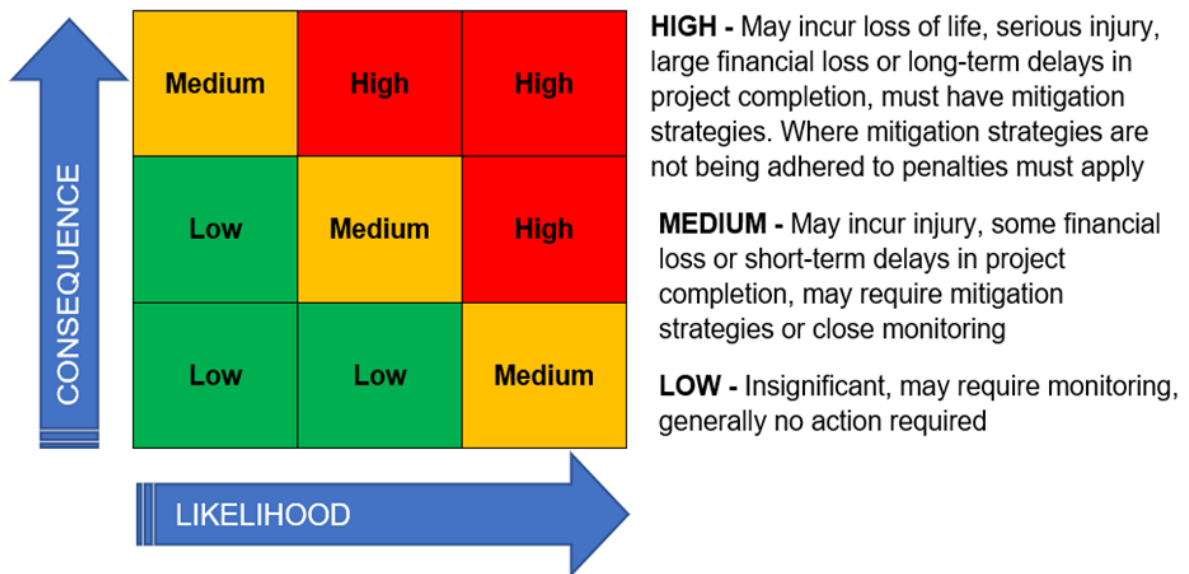 CONSEQUENCE
Medium
High
High
Low
Medium
High
Low
Low
Medium
LIKELIHOOD
HIGH - May incur loss of life, serious injury,
large financial loss or long-term delays in
project completion, must have mitigation
strategies. Where mitigation strategies are
not being adhered to penalties must apply
MEDIUM - May incur injury, some financial
loss or short-term delays in project
completion, may require mitigation
strategies or close monitoring
LOW - Insignificant, may require monitoring,
generally no action required